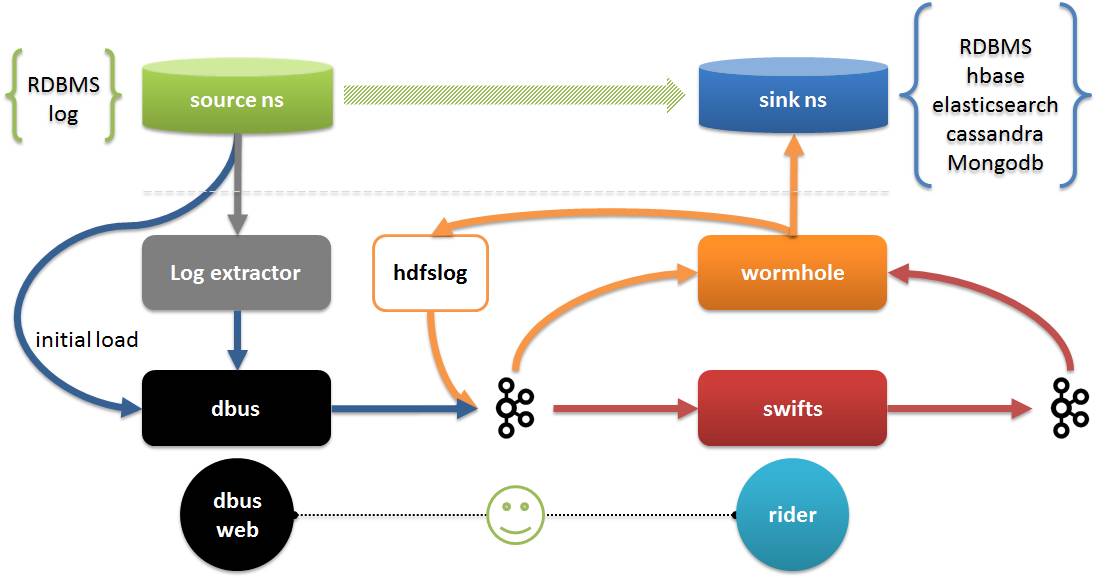 RDBMS
log
source ns
sink ns
RDBMS
hbase
elasticsearch
cassandra
Mongodb
Log extractor
hdfslog
wormhole
initial load
dbus
swifts
dbus
web
rider